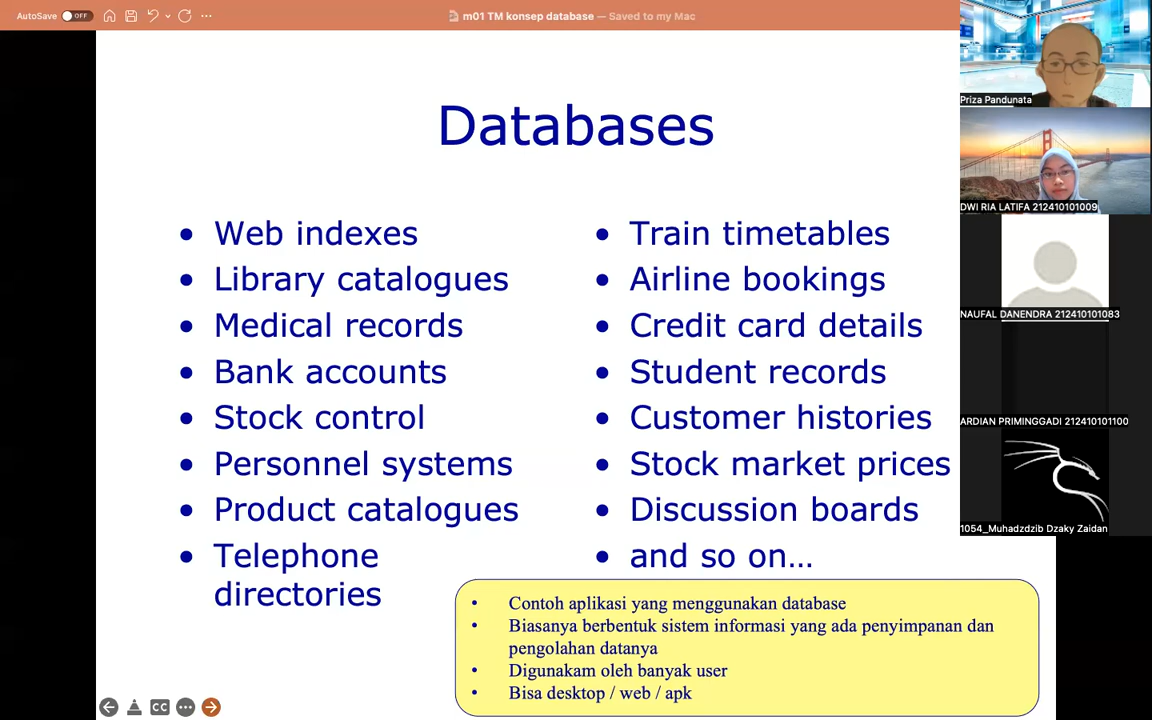 AutoSave OFF
m01 TM konsep database — Saved to my Mac
Databases
• Web indexes
• Library catalogues
• Medical records
• Bank accounts
• Stock control
• Personnel systems
• Product catalogues
• Telephone
directories
• Train timetables
• Airline bookings
• Credit card details
• Student records
• Customer histories
• Stock market prices
• Discussion boards
• and so on…
• Contoh aplikasi yang menggunakan database
• Biasanya berbentuk sistem informasi yang ada penyimpanan dan
pengolahan datanya
• Digunakam oleh banyak user
• Bisa desktop / web / apk
CC
Priza Pandunata
DWI RIA LATIFA 212410101009
NAUFAL DANENDRA 212410101083
ARDIAN PRIMINGGADI 212410101100
1054_Muhadzdzib Dzaky Zaidan